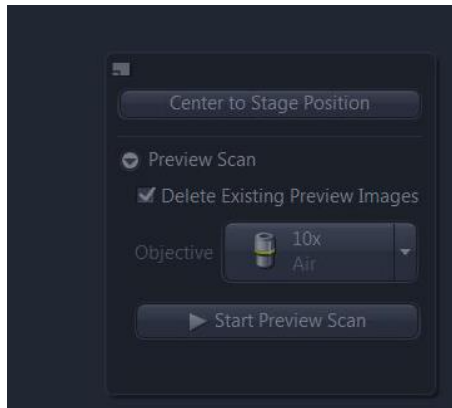 Center to Stage Position
Preview Scan
Delete Existing Preview Images
Objective
10x
Air
Start Preview Scan